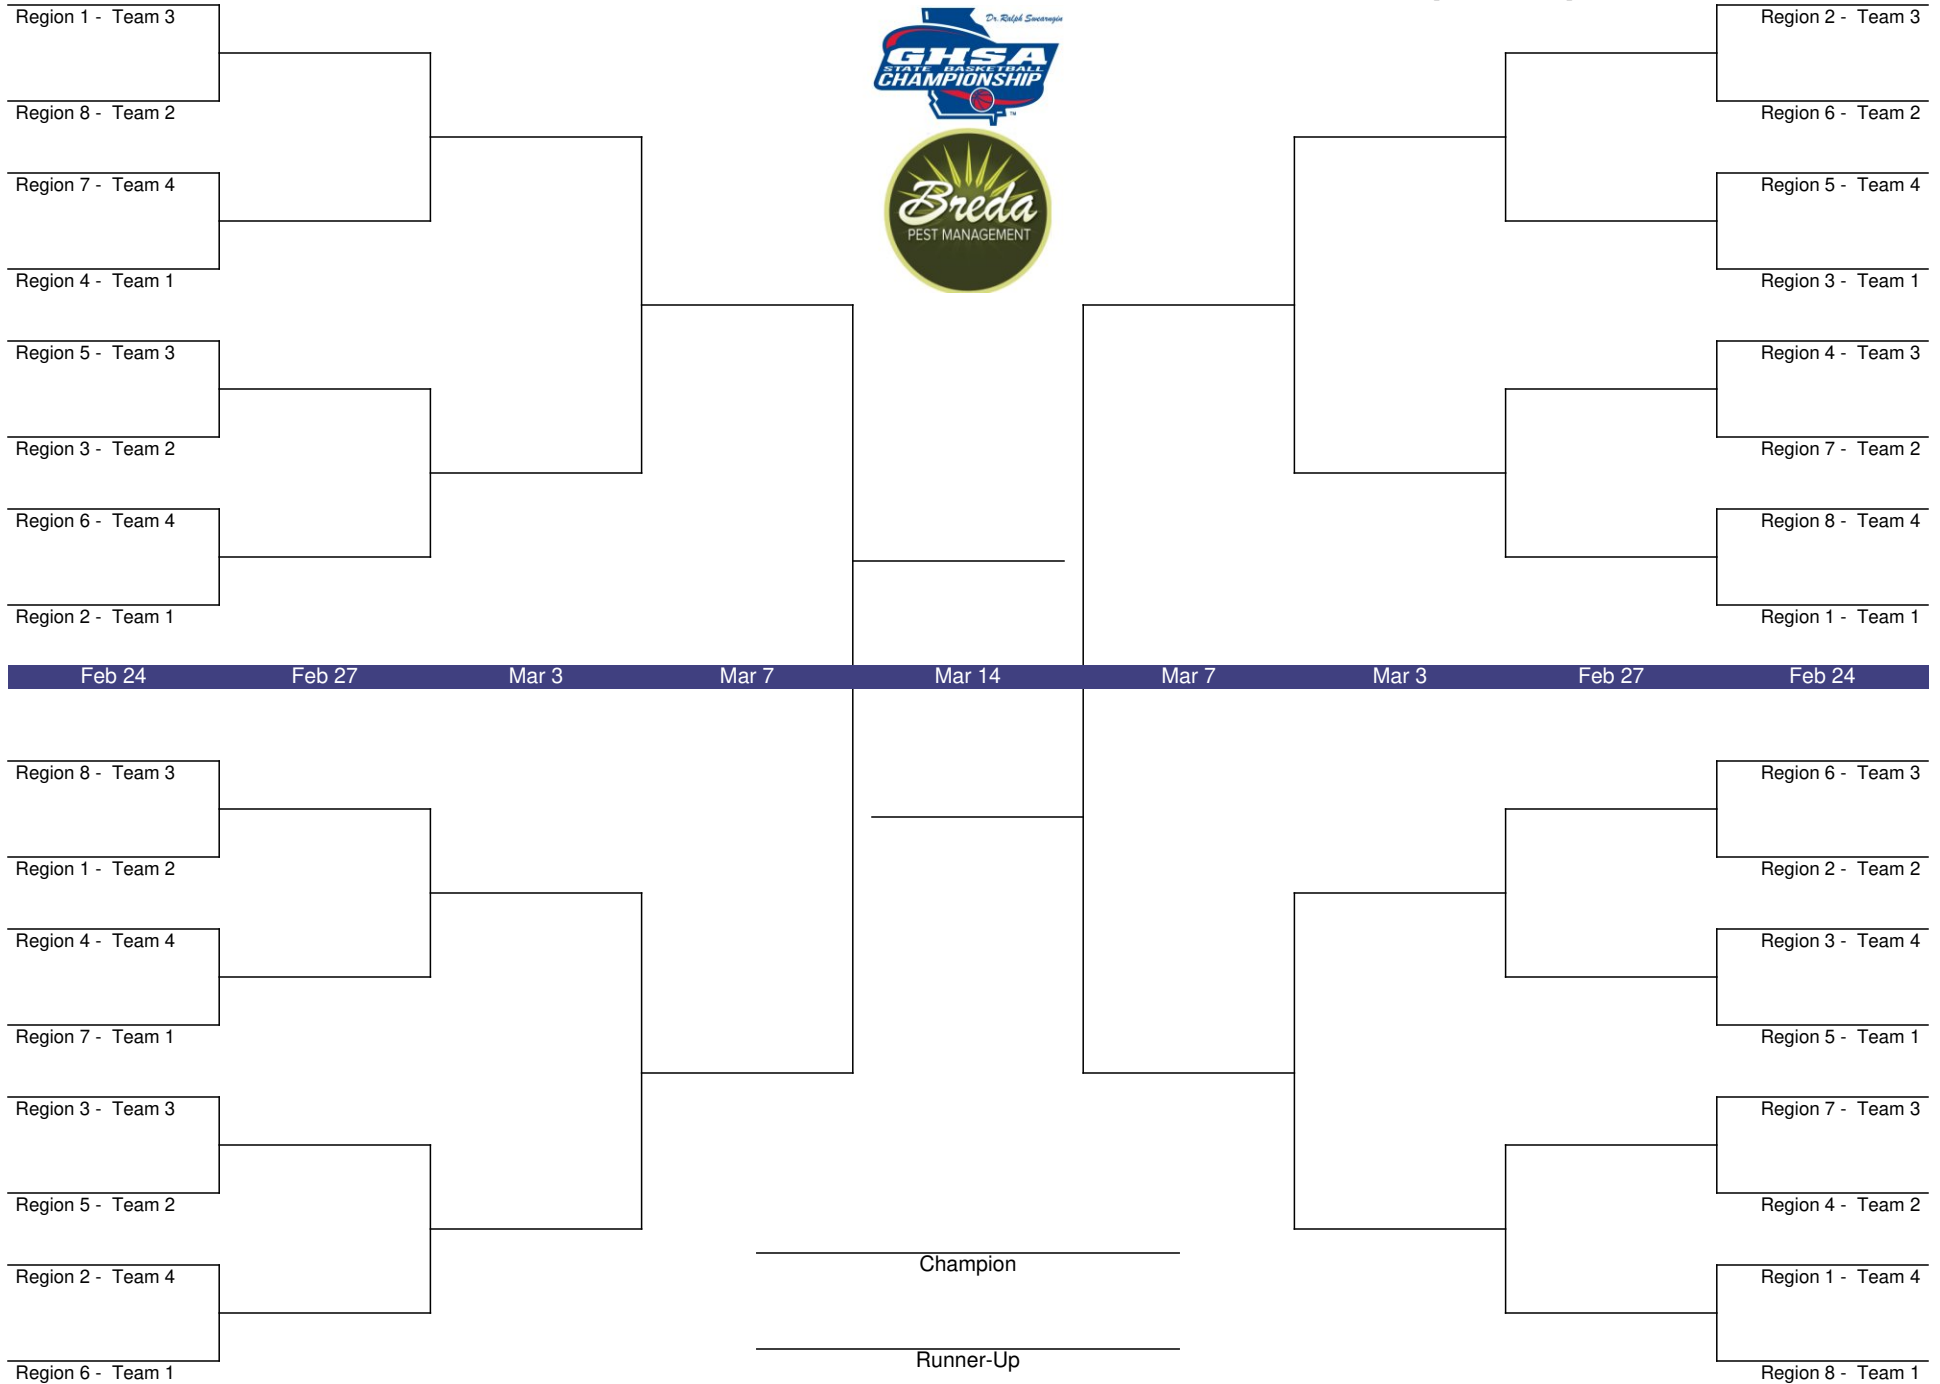 Region 1 - Team 3
Region 8 - Team 2
Region 7 - Team 4
Region 4 - Team 1
Region 5 - Team 3
Region 3 - Team 2
Region 6 - Team 4
Region 2 - Team 1
Dr. Ralph Swearngin
GHSA
STATE BASKETBALL
CHAMPIONSHIP
TM
Breda
PEST MANAGEMENT
Region 2 - Team 3
Region 6 - Team 2
Region 5 - Team 4
Region 3 - Team 1
Region 4 - Team 3
Region 7 - Team 2
Region 8 - Team 4
Region 1 - Team 1
Feb 24 Feb 27 Mar 3 Mar 7 Mar 14 Mar 7 Mar 3 Feb 27 Feb 24
Region 8 - Team 3
Region 1 - Team 2
Region 4 - Team 4
Region 7 - Team 1
Region 3 - Team 3
Region 5 - Team 2
Region 2 - Team 4
Region 6 - Team 1
Champion
Runner-Up
Region 6 - Team 3
Region 2 - Team 2
Region 3 - Team 4
Region 5 - Team 1
Region 7 - Team 3
Region 4 - Team 2
Region 1 - Team 4
Region 8 - Team 1